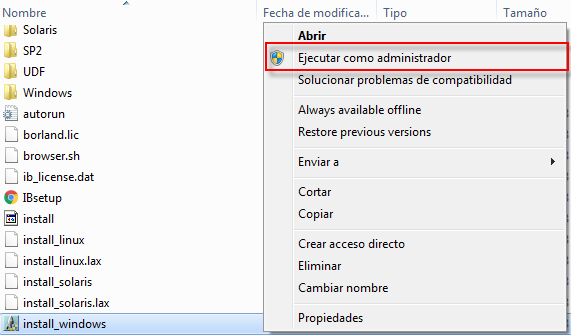 Nombre Fecha de modifica... Tipo Tamaño
Solaris
SP2
UDF
Windows
autorun
borland.lic
browser.sh
ib_license.dat
IBsetup
install
install_linux
install_linux.lax
install_solaris
install_solaris.lax
install_windows
Abrir
Ejecutar como administrador
Solucionar problemas de compatibilidad
Always available offline
Restore previous versions
Enviar a
Cortar
Copiar
Crear acceso directo
Eliminar
Cambiar nombre
Propiedades